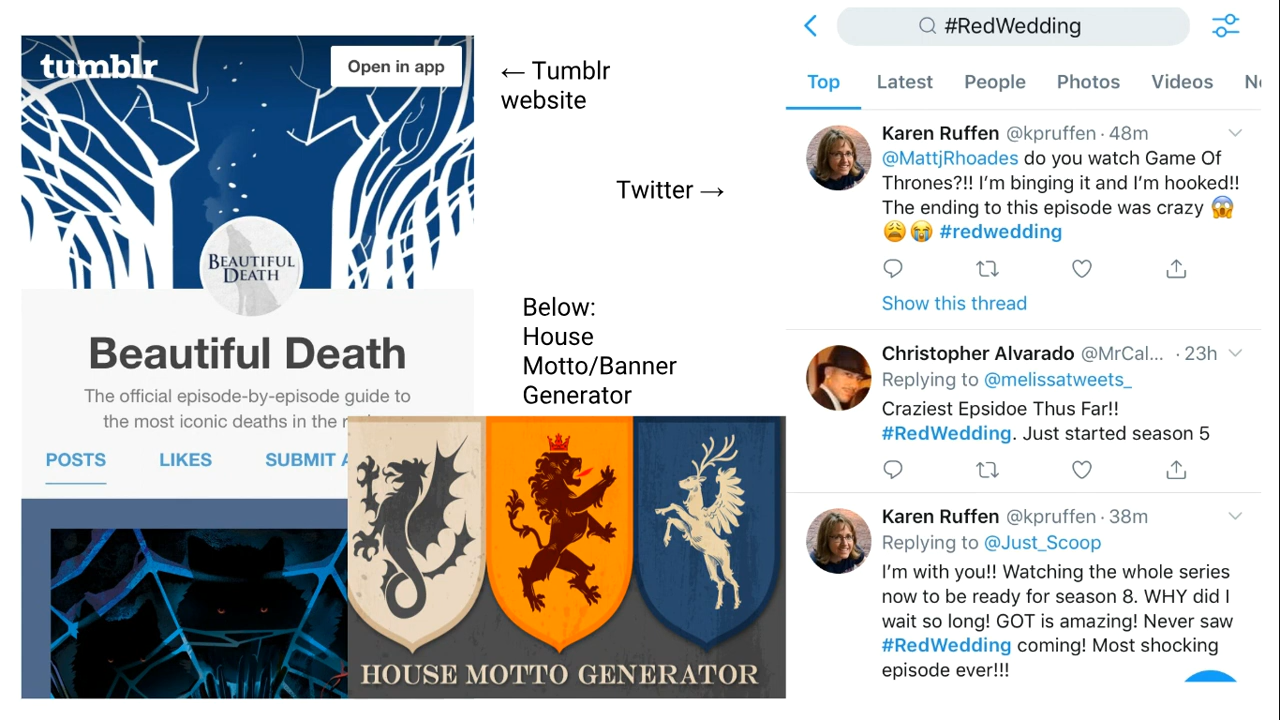 tumblr
Open in app
BEAUTIFUL
DEATH
Beautiful Death
The official episode-by-episode guide to
the most iconic deaths in the
POSTS LIKES SUBMIT A
← Tumblr
website
Twitter →
Below:
House
Motto/Banner
Generator
HOUSE MOTTO GENERATOR
#RedWedding
Top Latest People Photos Videos Ne
Karen Ruffen @kpruffen · 48m
@MattjRhoades do you watch Game Of
Thrones?!! I'm binging it and I'm hooked!!
The ending to this episode was crazy 😱
😩😭 #redwedding
Show this thread
Christopher Alvarado @MrCal... · 23h
Replying to @melissatweets_
Craziest Epsidoe Thus Far!!
#RedWedding. Just started season 5
Karen Ruffen @kpruffen · 38m
Replying to @Just_Scoop
I'm with you!! Watching the whole series
now to be ready for season 8. WHY did I
wait so long! GOT is amazing! Never saw
#RedWedding coming! Most shocking
episode ever!!!